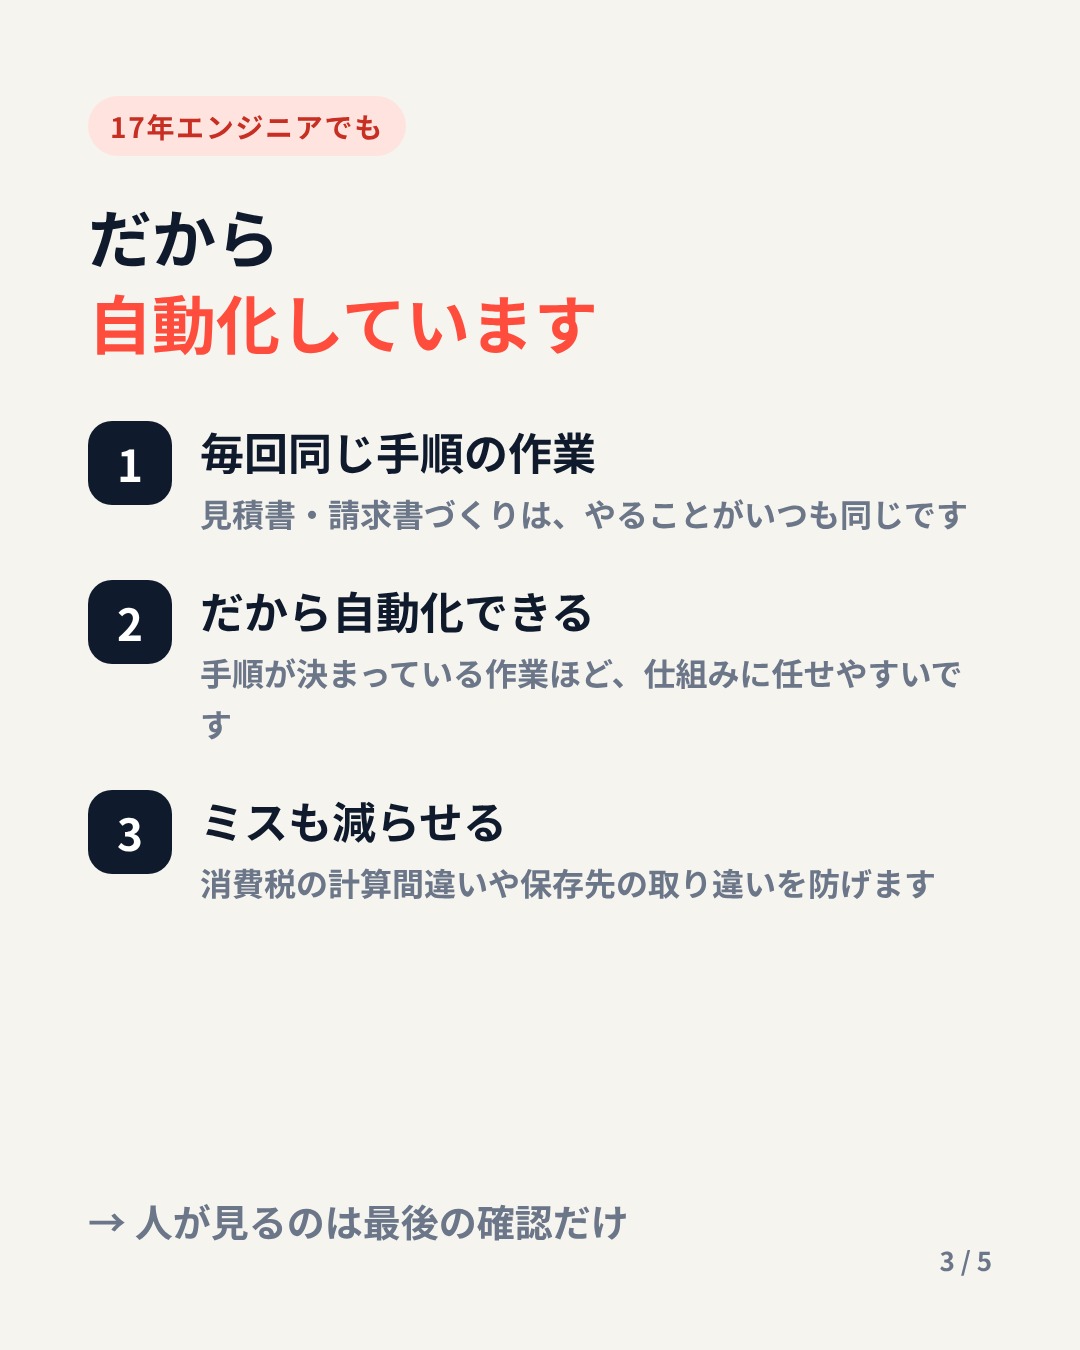 17年エンジニアでも
だから
自動化しています
1
毎回同じ手順の作業
見積書・請求書づくりは、やることがいつも同じです
2
だから自動化できる
手順が決まっている作業ほど、仕組みに任せやすいで
す
3
ミスも減らせる
消費税の計算間違いや保存先の取り違いを防げます
→ 人が見るのは最後の確認だけ
3 / 5